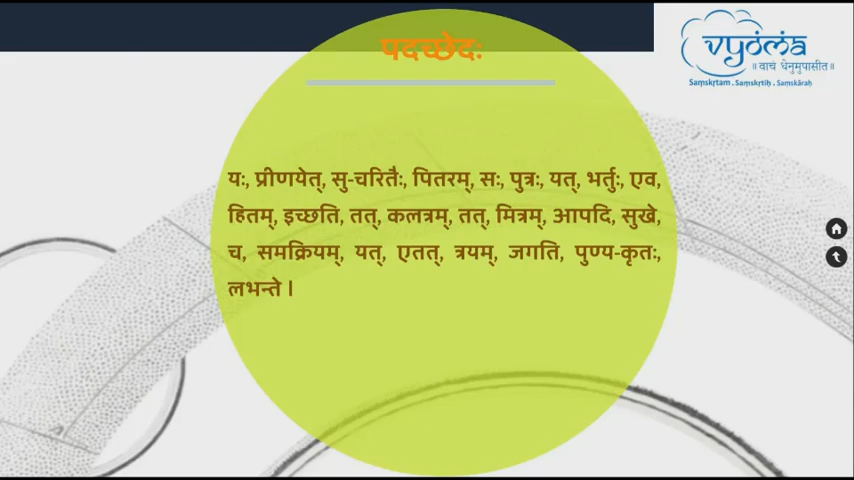 पदच्छेदः
vyoma
॥ वाचं धेनुमुपासीत॥
Saṃskṛtam . Saṃskṛtiḥ . Saṃskāraḥ
यः, प्रीणयेत्, सु-चरितैः, पितरम्, सः, पुत्रः, यत्, भर्तुः, एव,
हितम्, इच्छति, तत्, कलत्रम्, तत्, मित्रम्, आपदि, सुखे,
च, समक्रियम्, यत्, एतत्, त्रयम्, जगति, पुण्य-कृतः,
लभन्ते ।